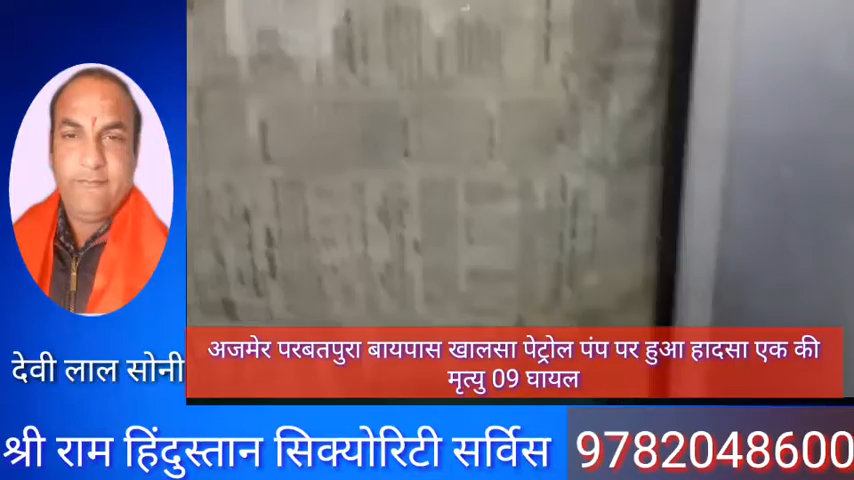 अजमेर परबतपुरा बायपास खालसा पेट्रोल पंप पर हुआ हादसा एक की
मृत्यु 09 घायल
देवी लाल सोनी
श्री राम हिंदुस्तान सिक्योरिटी सर्विस 9782048600